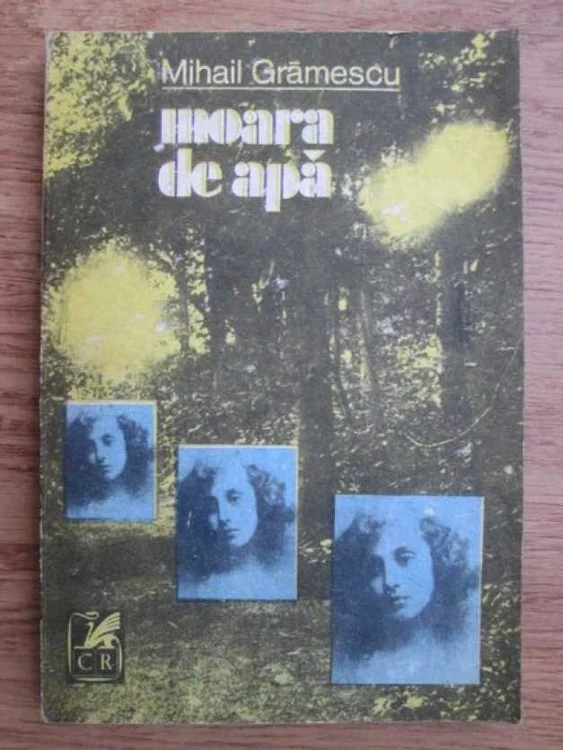 Mihail Grămescu
moara
de apă
CR